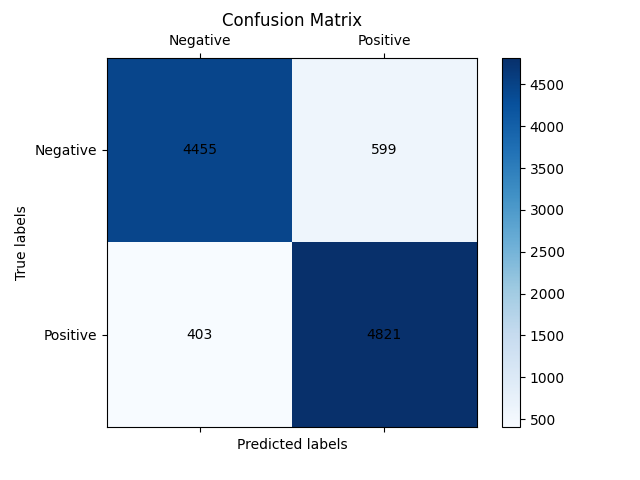 Confusion Matrix
Negative Positive
Negative 4455 599
Positive 403 4821
True labels
Predicted labels
4500
4000
3500
3000
2500
2000
1500
1000
500